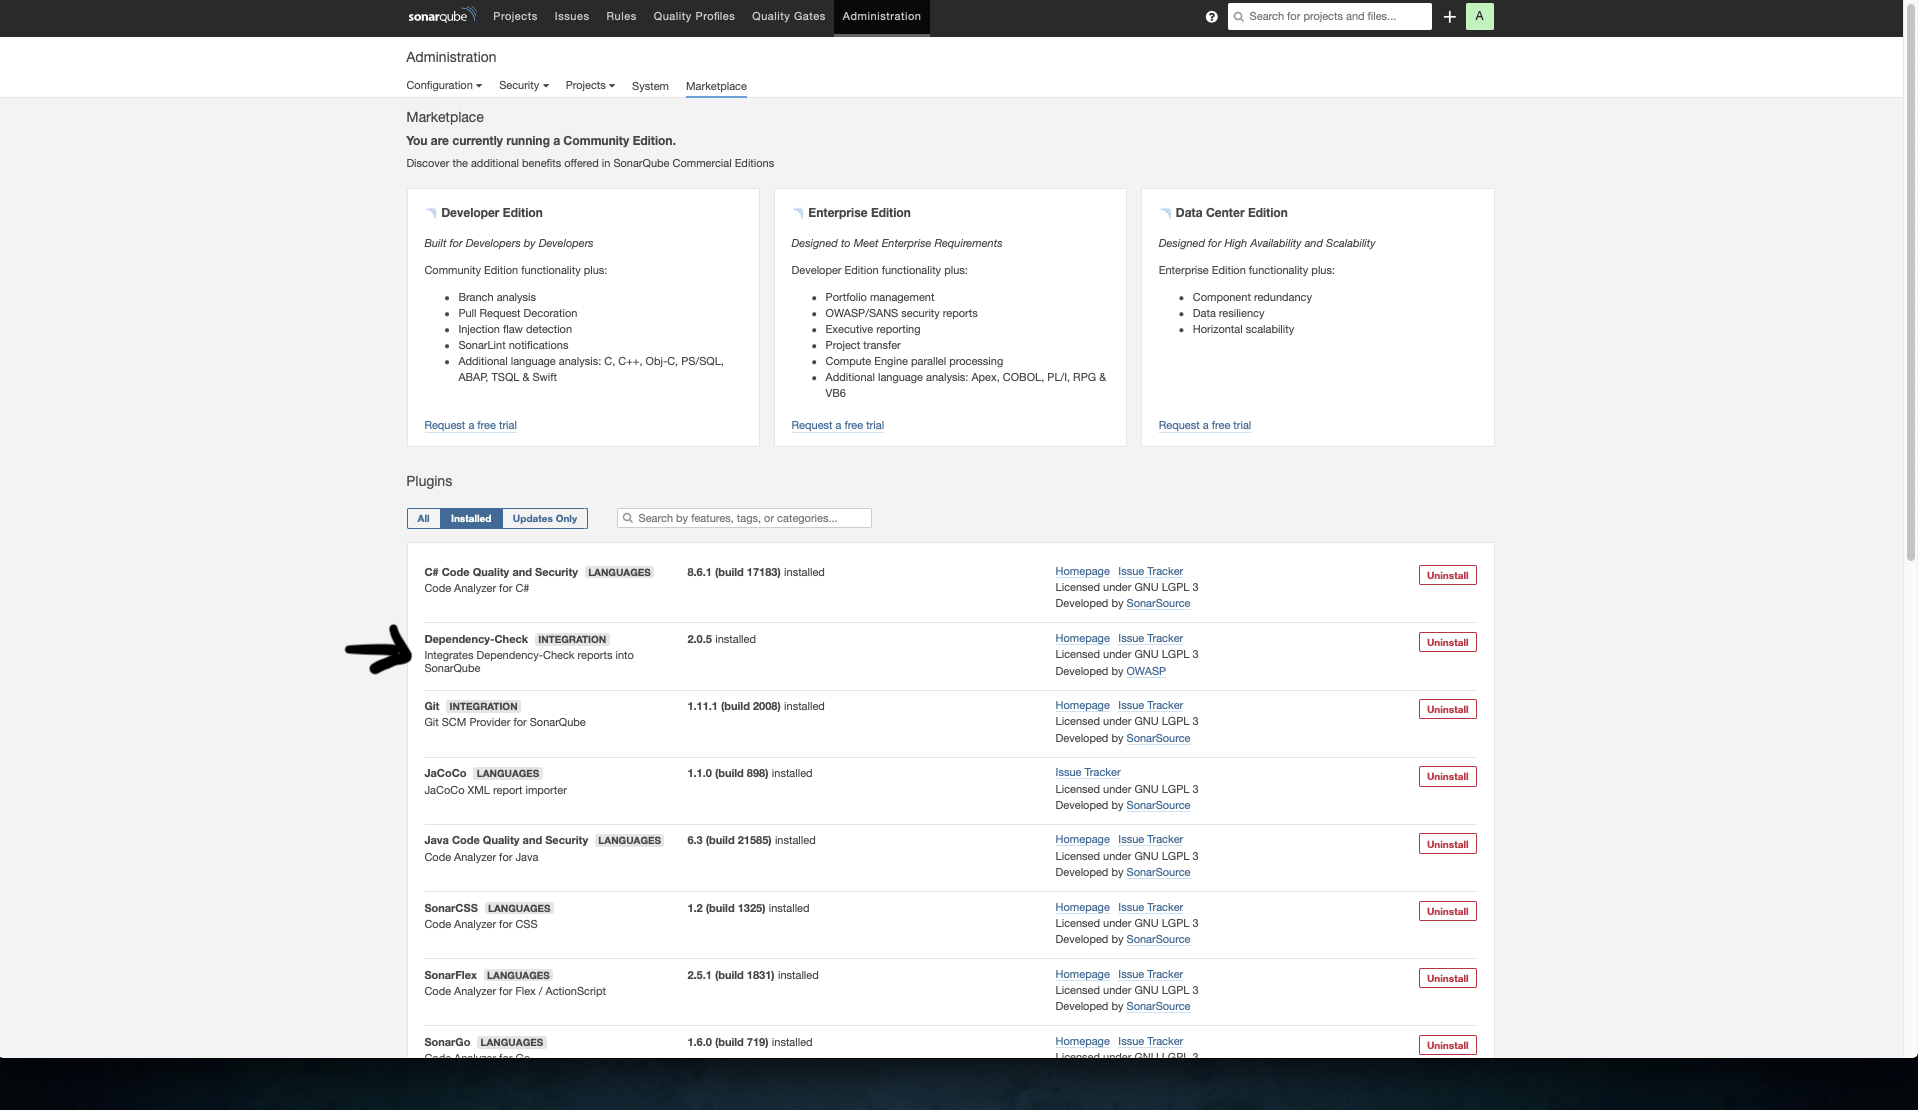 sonarqube Projects Issues Rules Quality Profiles Quality Gates Administration ? Search for projects and files... + A
Administration
Configuration Security Projects System Marketplace
Marketplace
You are currently running a Community Edition.
Discover the additional benefits offered in SonarQube Commercial Editions
Developer Edition
Built for Developers by Developers
Community Edition functionality plus:
• Branch analysis
• Pull Request Decoration
• Injection flaw detection
• SonarLint notifications
• Additional language analysis: C, C++, Obj-C, PS/SQL,
ABAP, TSQL & Swift
Request a free trial
Enterprise Edition
Designed to Meet Enterprise Requirements
Developer Edition functionality plus:
• Portfolio management
• OWASP/SANS security reports
• Executive reporting
• Project transfer
• Compute Engine parallel processing
• Additional language analysis: Apex, COBOL, PL/I, RPG &
VB6
Request a free trial
Data Center Edition
Designed for High Availability and Scalability
Enterprise Edition functionality plus:
• Component redundancy
• Data resiliency
• Horizontal scalability
Request a free trial
Plugins
All Installed Updates Only Search by features, tags, or categories...
C# Code Quality and Security LANGUAGES 8.6.1 (build 17183) installed Homepage Issue Tracker Uninstall
Code Analyzer for C# Licensed under GNU LGPL 3
Developed by SonarSource
Dependency-Check INTEGRATION 2.0.5 installed Homepage Issue Tracker Uninstall
Integrates Dependency-Check reports into Licensed under GNU LGPL 3
SonarQube Developed by OWASP
Git INTEGRATION 1.11.1 (build 2008) installed Homepage Issue Tracker Uninstall
Git SCM Provider for SonarQube Licensed under GNU LGPL 3
Developed by SonarSource
JaCoCo LANGUAGES 1.1.0 (build 898) installed Issue Tracker Uninstall
JaCoCo XML report importer Licensed under GNU LGPL 3
Developed by SonarSource
Java Code Quality and Security LANGUAGES 6.3 (build 21585) installed Homepage Issue Tracker Uninstall
Code Analyzer for Java Licensed under GNU LGPL 3
Developed by SonarSource
SonarCSS LANGUAGES 1.2 (build 1325) installed Homepage Issue Tracker Uninstall
Code Analyzer for CSS Licensed under GNU LGPL 3
Developed by SonarSource
SonarFlex LANGUAGES 2.5.1 (build 1831) installed Homepage Issue Tracker Uninstall
Code Analyzer for Flex / ActionScript Licensed under GNU LGPL 3
Developed by SonarSource
SonarGo LANGUAGES 1.6.0 (build 719) installed Homepage Issue Tracker Uninstall
Code Analyzer for Go Licensed under GNU LGPL 3